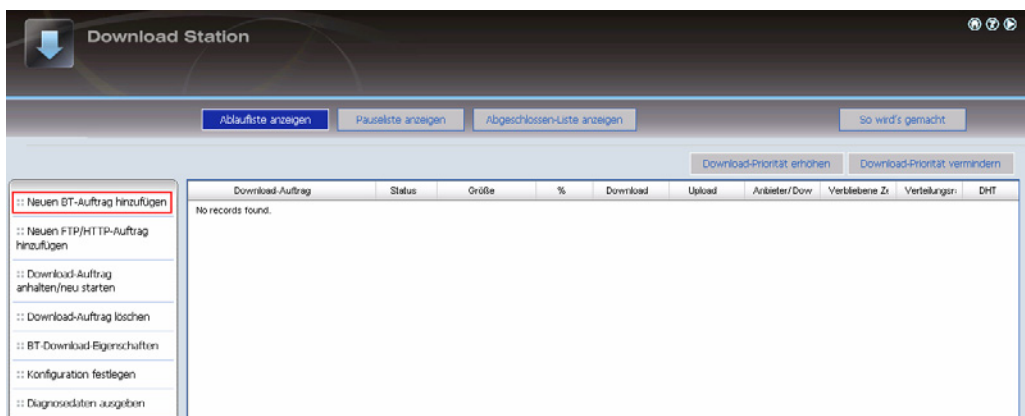 Download Station
Ablaufliste anzeigen Pauseliste anzeigen Abgeschlossen-Liste anzeigen So wird's gemacht
Download-Priorität erhöhen Download-Priorität vermindern
Download-Auftrag Status Größe % Download Upload Anbieter/Dow Verbliebene Ze Verteilungsr DHT
No records found.
:: Neuen BT-Auftrag hinzufügen
:: Neuen FTP/HTTP-Auftrag
hinzufügen
:: Download-Auftrag
anhalten/neu starten
:: Download-Auftrag löschen
:: BT-Download-Eigenschaften
:: Konfiguration festlegen
:: Diagnosedaten ausgeben